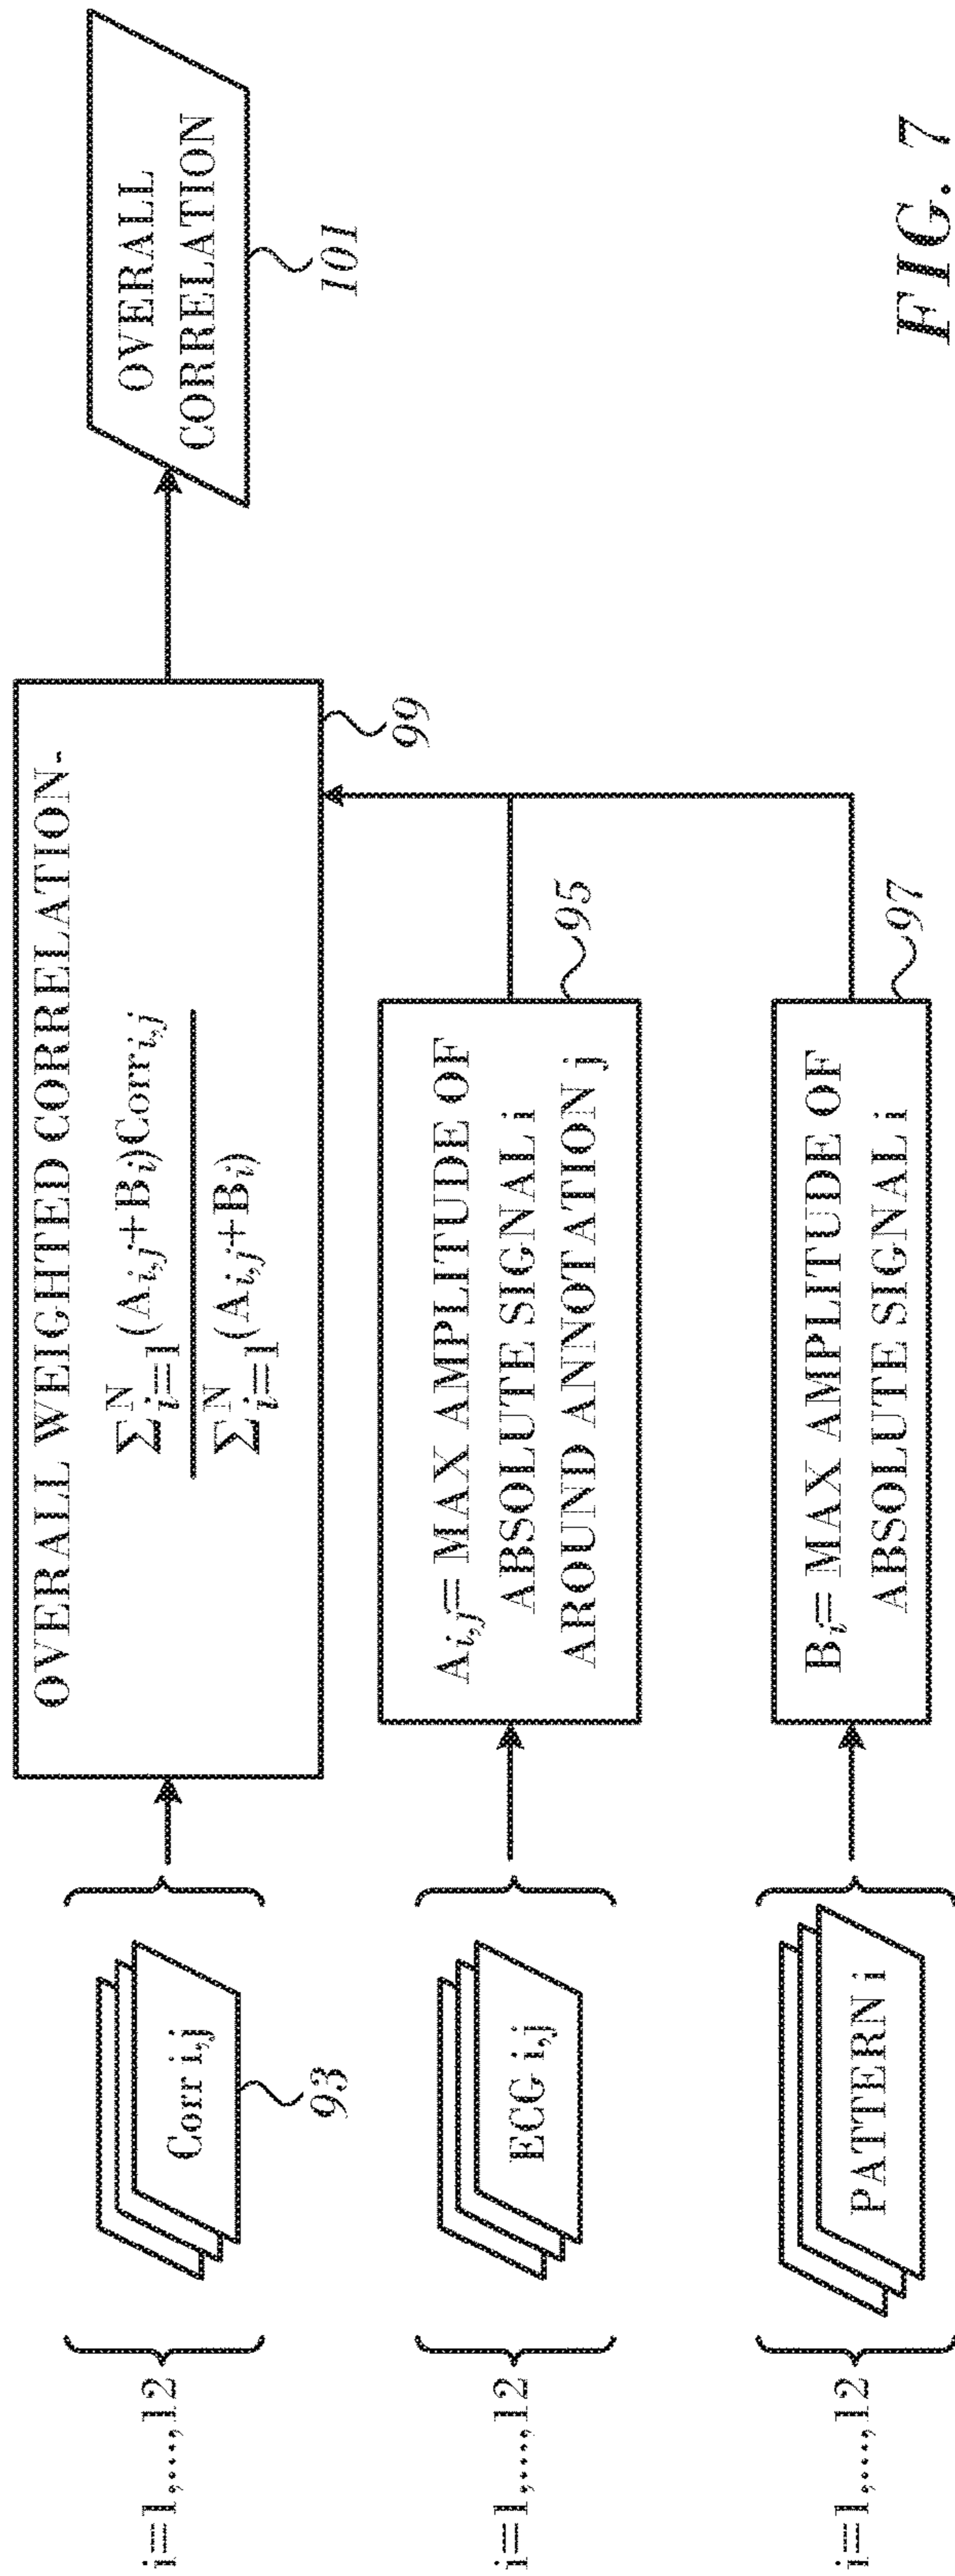 i=1,...,12
Corr i,j
93
OVERALL WEIGHTED CORRELATION-
∑N i=1(Ai,j+Bi)Corri,j
∑N i=1(Ai,j+Bi)
99
OVERALL
CORRELATION
101
i=1,...,12
ECG i,j
Ai,j= MAX AMPLITUDE OF
ABSOLUTE SIGNAL i
AROUND ANNOTATION j
95
i=1,...,12
PATTERN i
Bi= MAX AMPLITUDE OF
ABSOLUTE SIGNAL i
97
FIG. 7